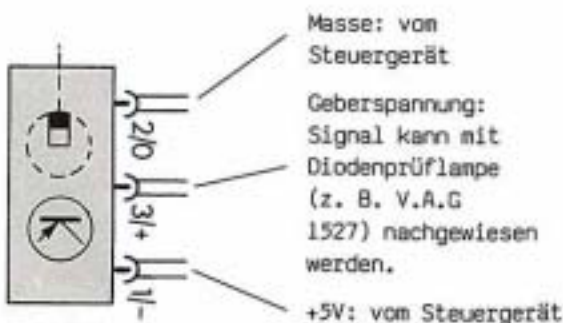 Masse: vom
Steuergerät
Geberspannung:
Signal kann mit
Diodenprüflampe
(z. B. V.A.G
1527) nachgewiesen
werden.
+5V: vom Steuergerät
2/0
3/+
1/-